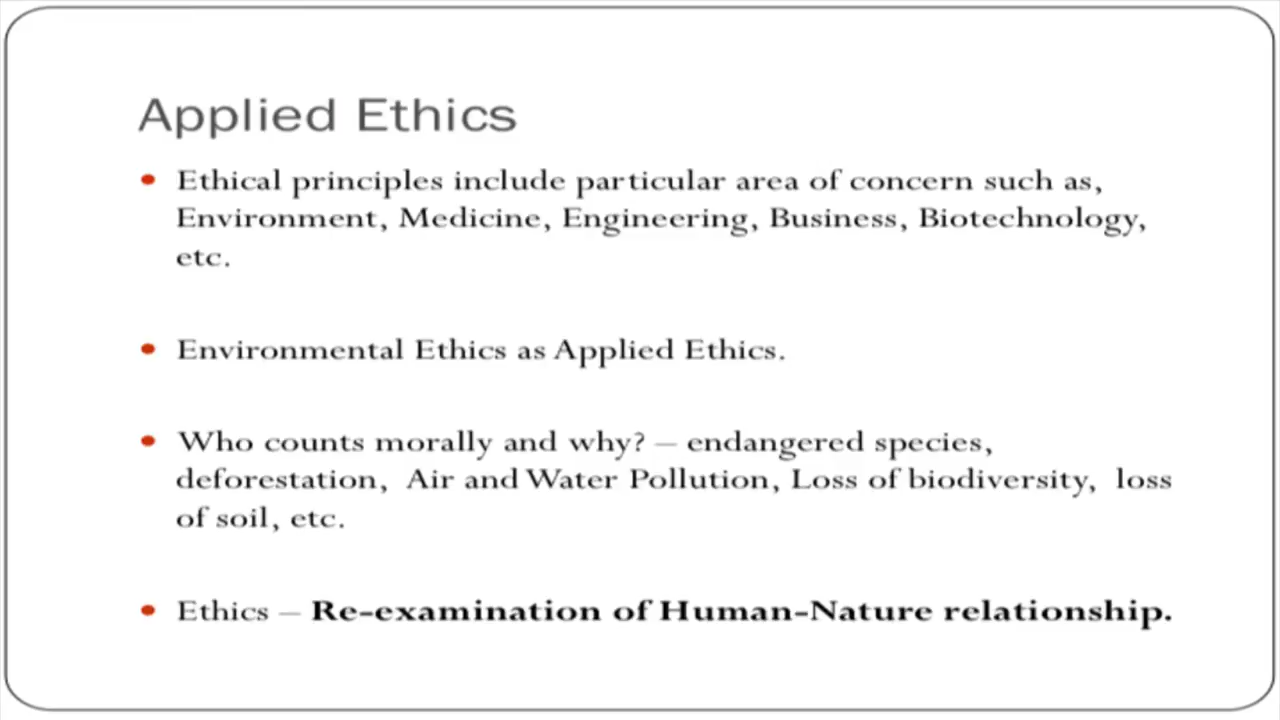 Applied Ethics
• Ethical principles include particular area of concern such as,
Environment, Medicine, Engineering, Business, Biotechnology,
etc.
• Environmental Ethics as Applied Ethics.
• Who counts morally and why? – endangered species,
deforestation,  Air and Water Pollution, Loss of biodiversity,  loss
of soil, etc.
• Ethics – Re-examination of Human-Nature relationship.